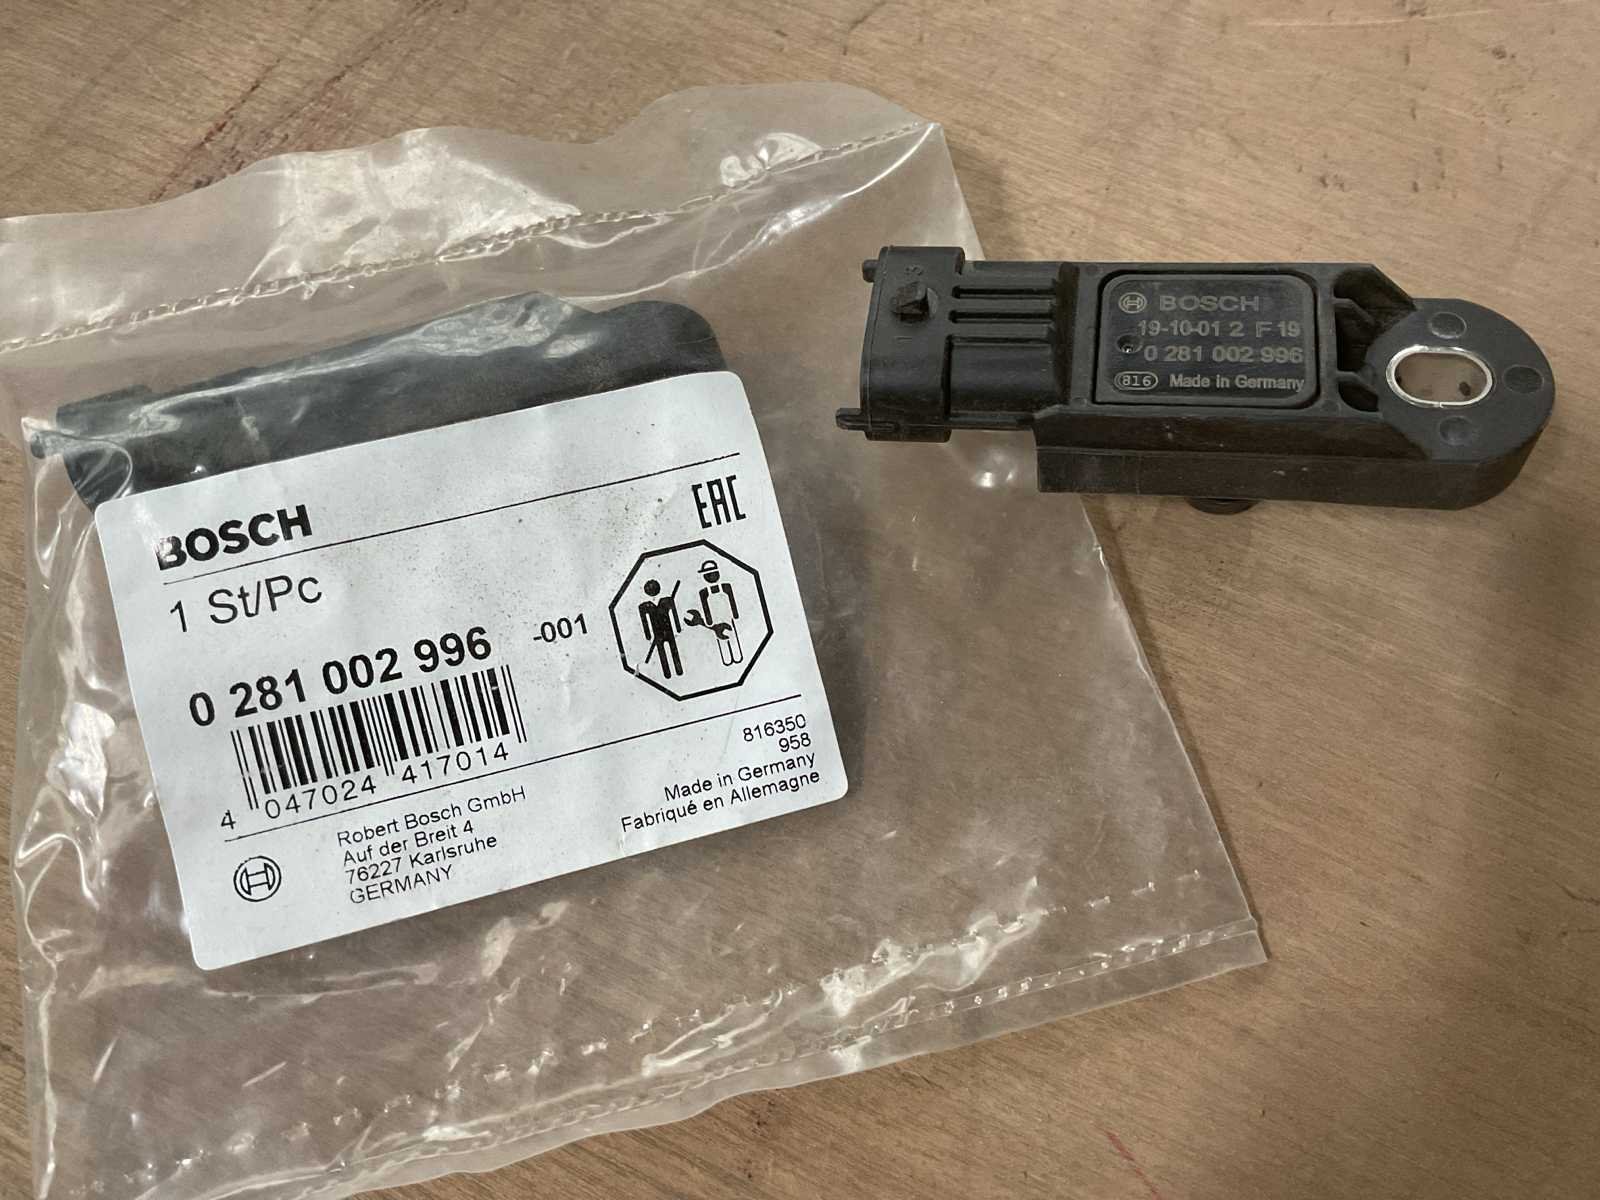 BOSCH
EAC
1 St/Pc
0 281 002 996
-001
4 047024 417014
816350
958
Made in Germany
Fabriqué en Allemagne
Robert Bosch GmbH
Auf der Breit 4
76227 Karlsruhe
GERMANY
1 3
BOSCH
19-10-01 2 F 19
0 281 002 996
816 Made in Germany